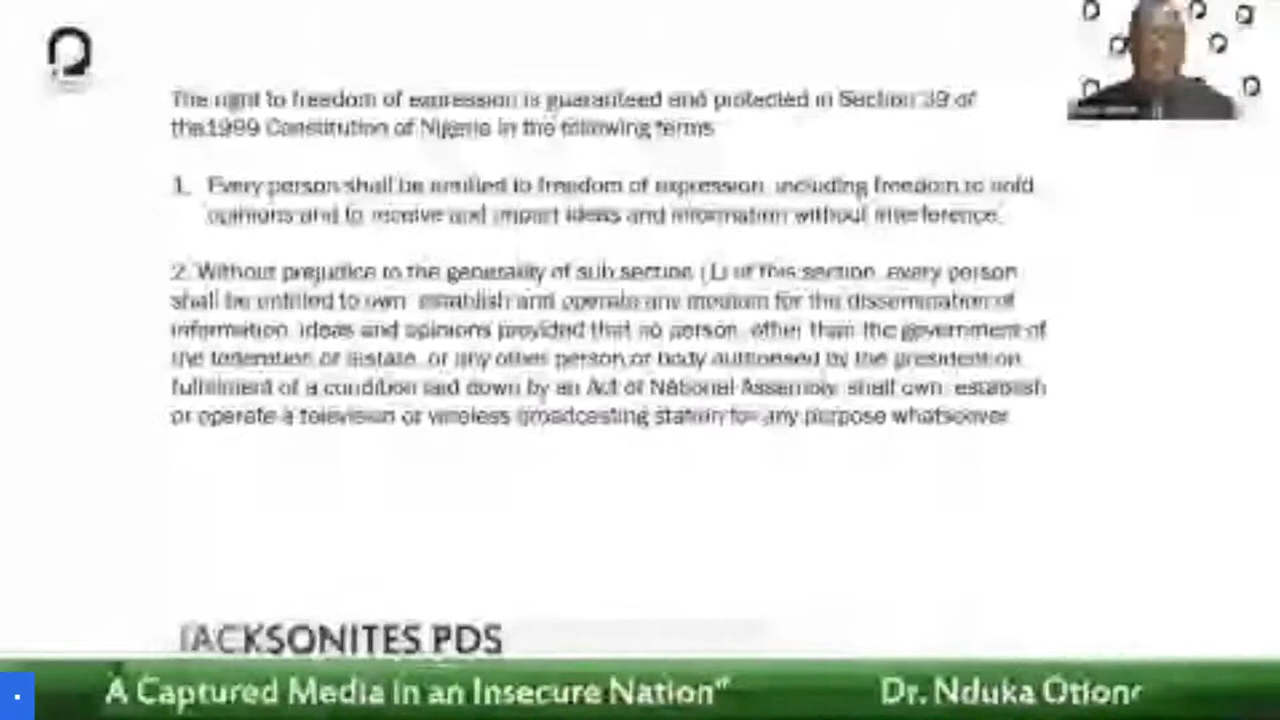 The right to freedom of expression is guaranteed and protected in Section 39 of
the1999 Constitution of Nigeria in the following terms
1. Every person shall be entitled to freedom of expression, including freedom to hold
opinions and to receive and impart ideas and information without interference.
2. Without prejudice to the generality of sub section (1) of this section, every person
shall be entitled to own, establish and operate any medium for the dissemination of
information, ideas and opinions provided that no person, other than the government of
the federation or a state, or any other person or body authorised by the president on
fulfilment of a condition laid down by an Act of National Assembly, shall own, establish
or operate a television or wireless broadcasting station for any purpose whatsoever
JACKSONITES PDS
A Captured Media in an Insecure Nation" Dr. Nduka